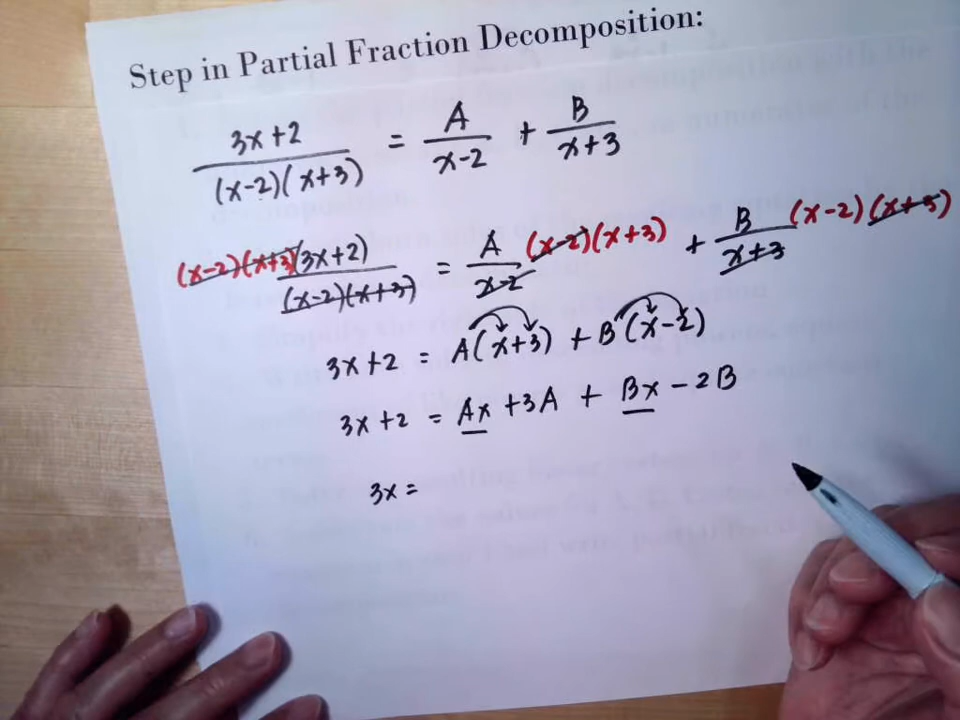 Step in Partial Fraction Decomposition:
3x+2 / (x-2)(x+3) = A / x-2 + B / x+3
(x-2)(x+3)(3x+2) / (x-2)(x+3) = A / x-2 (x-2)(x+3) + B / x+3 (x-2)(x+3)
3x+2 = A(x+3) + B(x-2)
3x+2 = Ax+3A + Bx-2B
3x=